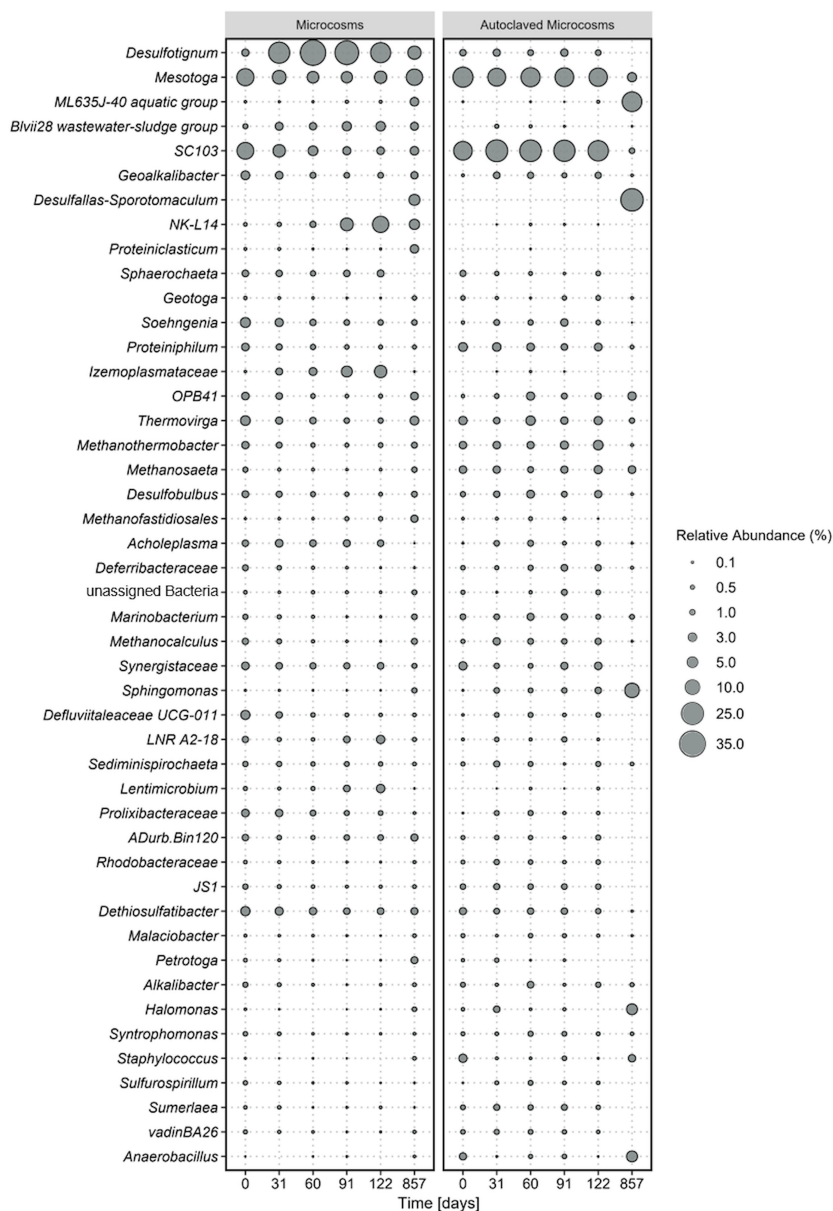 Microcosms
Autoclaved Microcosms
Desulfotignum
Mesotoga
ML635J-40 aquatic group
Blvii28 wastewater-sludge group
SC103
Geoalkalibacter
Desulfallas-Sporotomaculum
NK-L14
Proteiniclasticum
Sphaerochaeta
Geotoga
Soehngenia
Proteiniphilum
Izemoplasmataceae
OPB41
Thermovirga
Methanothermobacter
Methanosaeta
Desulfobulbus
Methanofastidiosales
Acholeplasma
Deferribacteraceae
unassigned Bacteria
Marinobacterium
Methanocalculus
Synergistaceae
Sphingomonas
Defluviitaleaceae UCG-011
LNR A2-18
Sediminispirochaeta
Lentimicrobium
Prolixibacteraceae
ADurb.Bin120
Rhodobacteraceae
JS1
Dethiosulfatibacter
Malaciobacter
Petrotoga
Alkalibacter
Halomonas
Syntrophomonas
Staphylococcus
Sulfurospirillum
Sumerlaea
vadinBA26
Anaerobacillus
0 31 60 91 122 857
0 31 60 91 122 857
Time [days]
Relative Abundance (%)
0.1
0.5
1.0
3.0
5.0
10.0
25.0
35.0